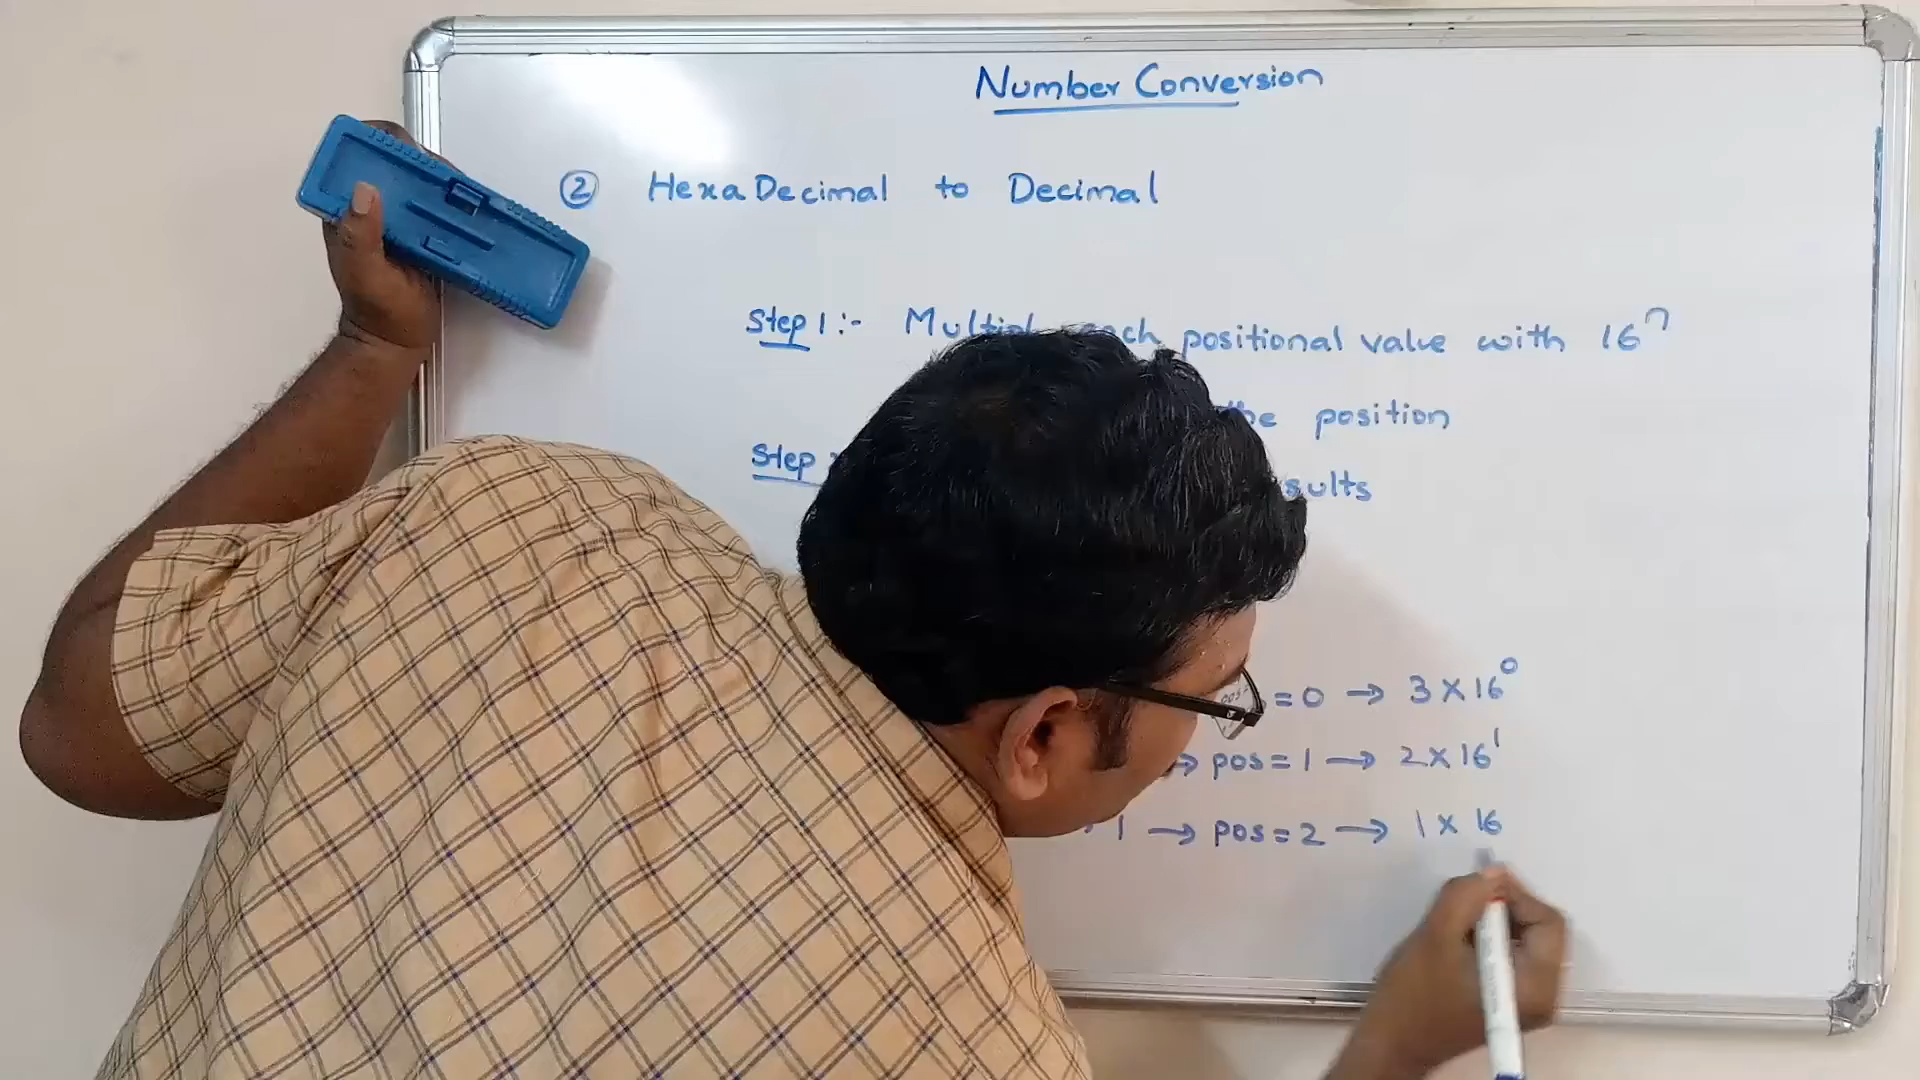 Number Conversion
② HexaDecimal to Decimal
Step 1 :- Multiply each positional value with 16ⁿ
the position
Step
= 0 → 3 × 16⁰
→ pos = 1 → 2 × 16¹
1 → pos = 2 → 1 × 16